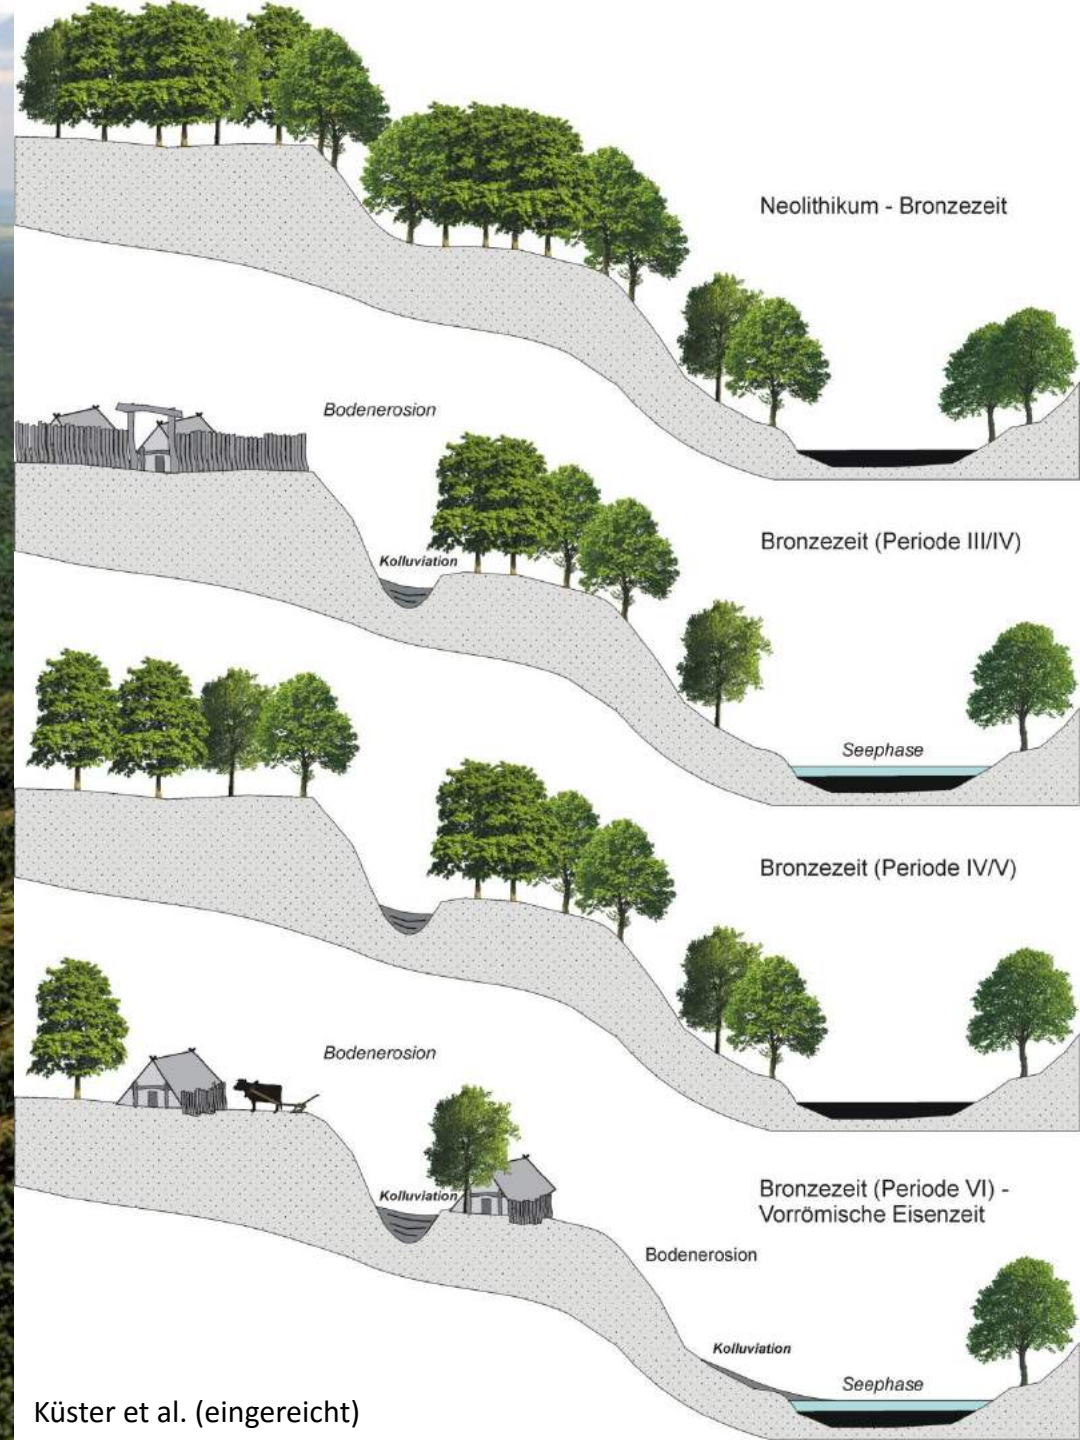 Neolithikum - Bronzezeit
Bodenerosion
Bronzezeit (Periode III/IV)
Kolluviation
Seephase
Bronzezeit (Periode IV/V)
Bodenerosion
Kolluviation
Bronzezeit (Periode VI) -
Vorrömische Eisenzeit
Bodenerosion
Kolluviation
Seephase
Küster et al. (eingereicht)